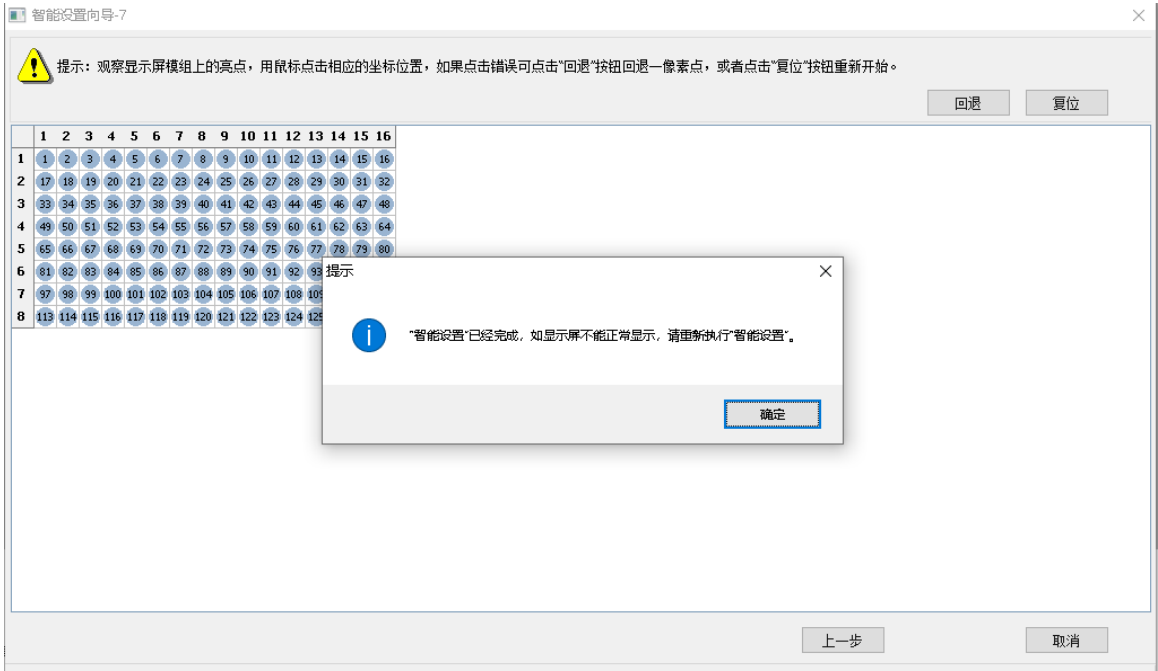 智能设置向导-7
提示：观察显示屏模组上的亮点，用鼠标点击相应的坐标位置，如果点击错误可点击"回退"按钮回退一像素点，或者点击"复位"按钮重新开始。
回退 复位
1 2 3 4 5 6 7 8 9 10 11 12 13 14 15 16
1 1 2 3 4 5 6 7 8 9 10 11 12 13 14 15 16
2 17 18 19 20 21 22 23 24 25 26 27 28 29 30 31 32
3 33 34 35 36 37 38 39 40 41 42 43 44 45 46 47 48
4 49 50 51 52 53 54 55 56 57 58 59 60 61 62 63 64
5 65 66 67 68 69 70 71 72 73 74 75 76 77 78 79 80
6 81 82 83 84 85 86 87 88 89 90 91 92 93
7 97 98 99 100 101 102 103 104 105 106 107 108 109
8 113 114 115 116 117 118 119 120 121 122 123 124 125
提示
"智能设置"已经完成，如显示屏不能正常显示，请重新执行"智能设置"。
确定
上一步 取消